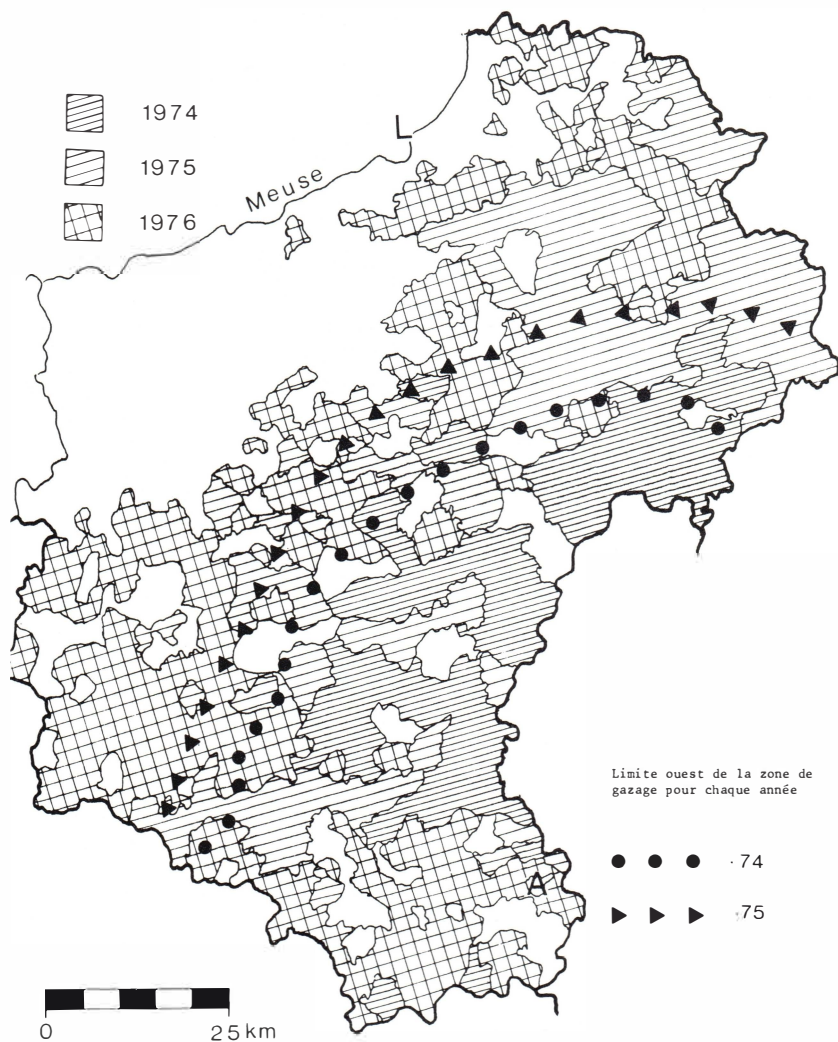 1974
1975
1976
L
Meuse
Limite ouest de la zone de
gazage pour chaque année
74
75
A
0 25 km